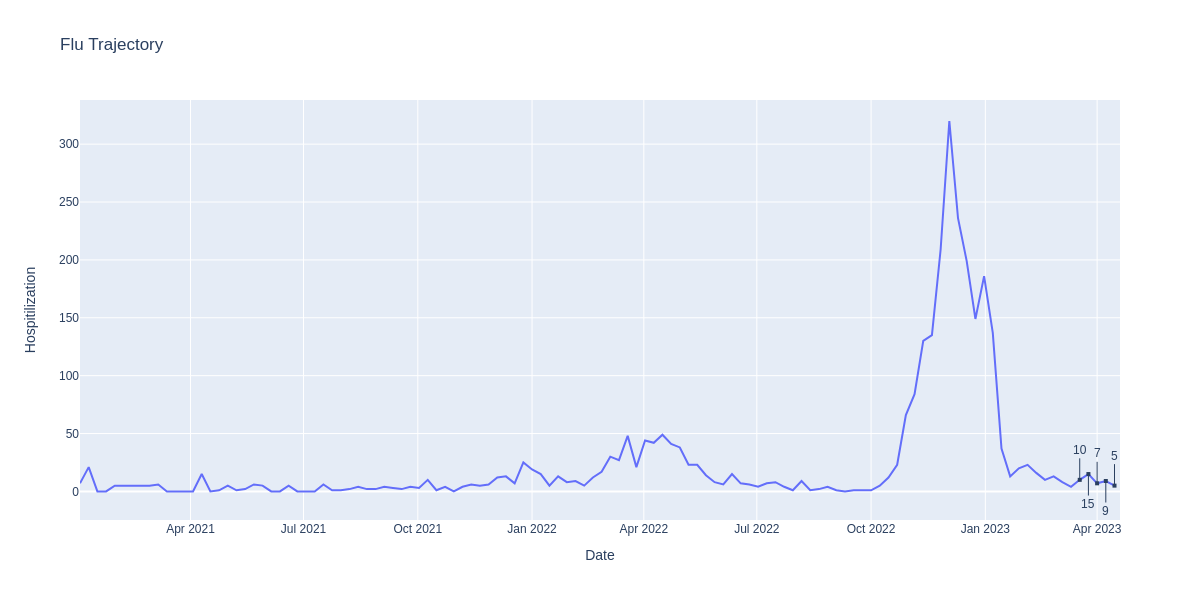 Flu Trajectory
300
250
200
150
100
50
0
Hospitilization
10
7
5
15
9
Apr 2021
Jul 2021
Oct 2021
Jan 2022
Apr 2022
Jul 2022
Oct 2022
Jan 2023
Apr 2023
Date